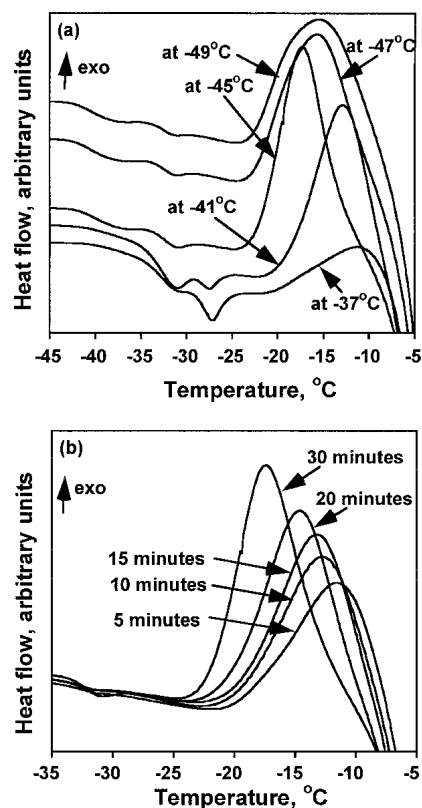 (a)
exo
at -49°C
at -47°C
at -45°C
at -41°C
at -37°C
Heat flow, arbitrary units
-45 -40 -35 -30 -25 -20 -15 -10 -5
Temperature, °C
(b)
exo
30 minutes
20 minutes
15 minutes
10 minutes
5 minutes
Heat flow, arbitrary units
-35 -30 -25 -20 -15 -10 -5
Temperature, °C